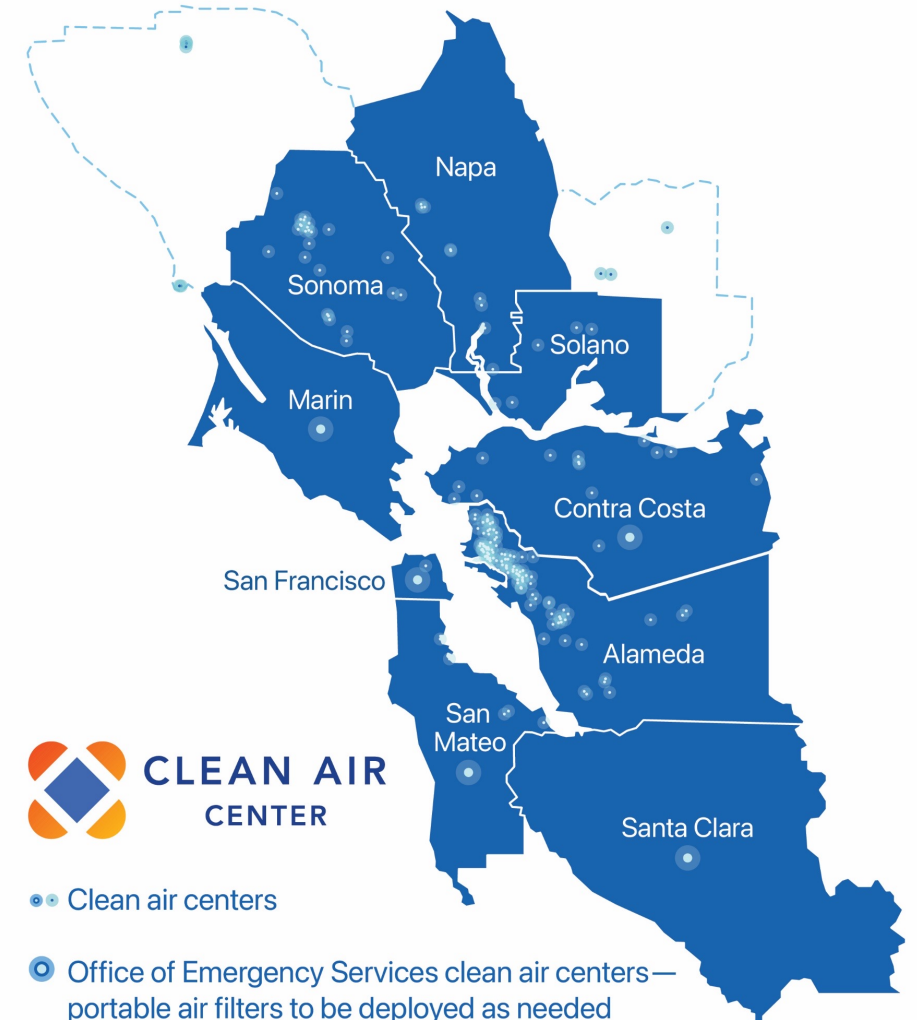 Napa
Sonoma
Solano
Marin
Contra Costa
San Francisco
Alameda
San
Mateo
CLEAN AIR
CENTER
Santa Clara
Clean air centers
Office of Emergency Services clean air centers—
portable air filters to be deployed as needed